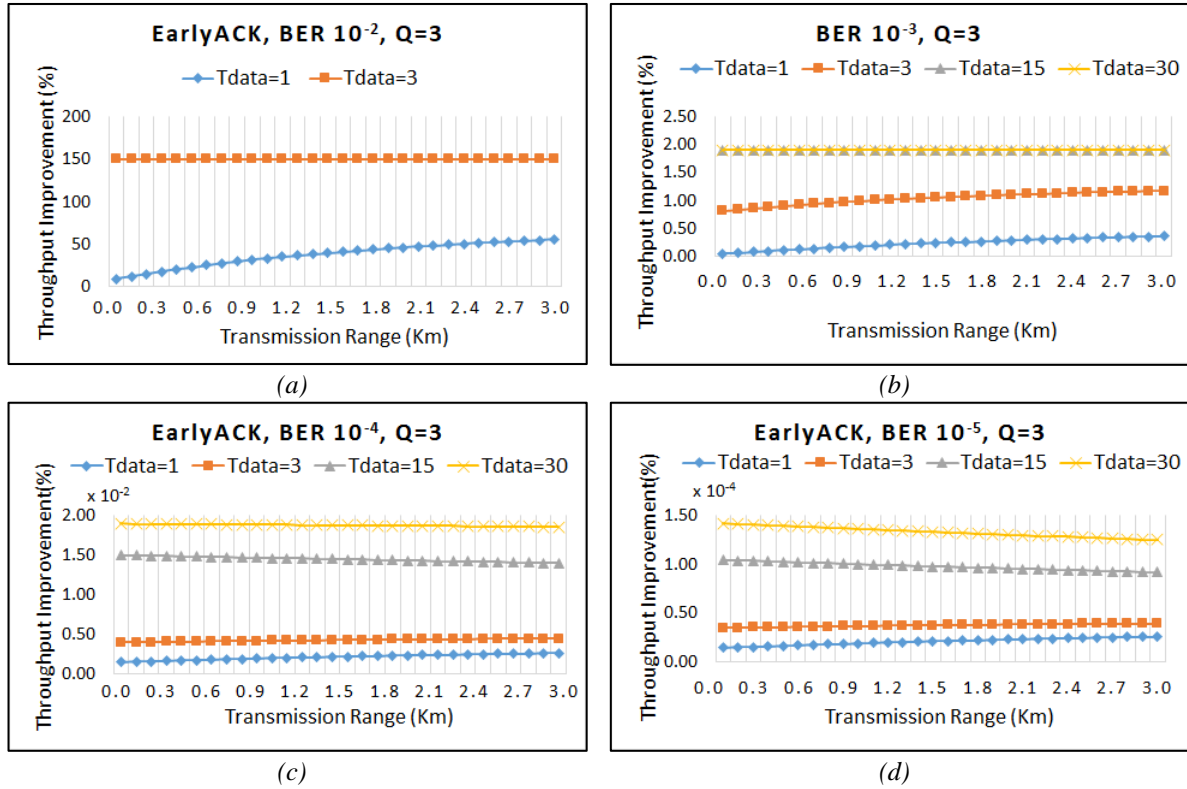 EarlyACK, BER 10⁻², Q=3
Tdata=1 Tdata=3
Throughput Improvement (%)
200
150
100
50
0
0.0 0.3 0.6 0.9 1.2 1.5 1.8 2.1 2.4 2.7 3.0
Transmission Range (Km)
(a)
BER 10⁻³, Q=3
Tdata=1 Tdata=3 Tdata=15 Tdata=30
Throughput Improvement (%)
2.50
2.00
1.50
1.00
0.50
0.00
0.0 0.3 0.6 0.9 1.2 1.5 1.8 2.1 2.4 2.7 3.0
Transmission Range (Km)
(b)
EarlyACK, BER 10⁻⁴, Q=3
Tdata=1 Tdata=3 Tdata=15 Tdata=30
Throughput Improvement(%)
x 10⁻²
2.00
1.50
1.00
0.50
0.00
0.0 0.3 0.6 0.9 1.2 1.5 1.8 2.1 2.4 2.7 3.0
Transmission Range (Km)
(c)
EarlyACK, BER 10⁻⁵, Q=3
Tdata=1 Tdata=3 Tdata=15 Tdata=30
Throughput Improvement(%)
x 10⁻⁴
1.50
1.00
0.50
0.00
0.0 0.3 0.6 0.9 1.2 1.5 1.8 2.1 2.4 2.7 3.0
Transmission Range (Km)
(d)